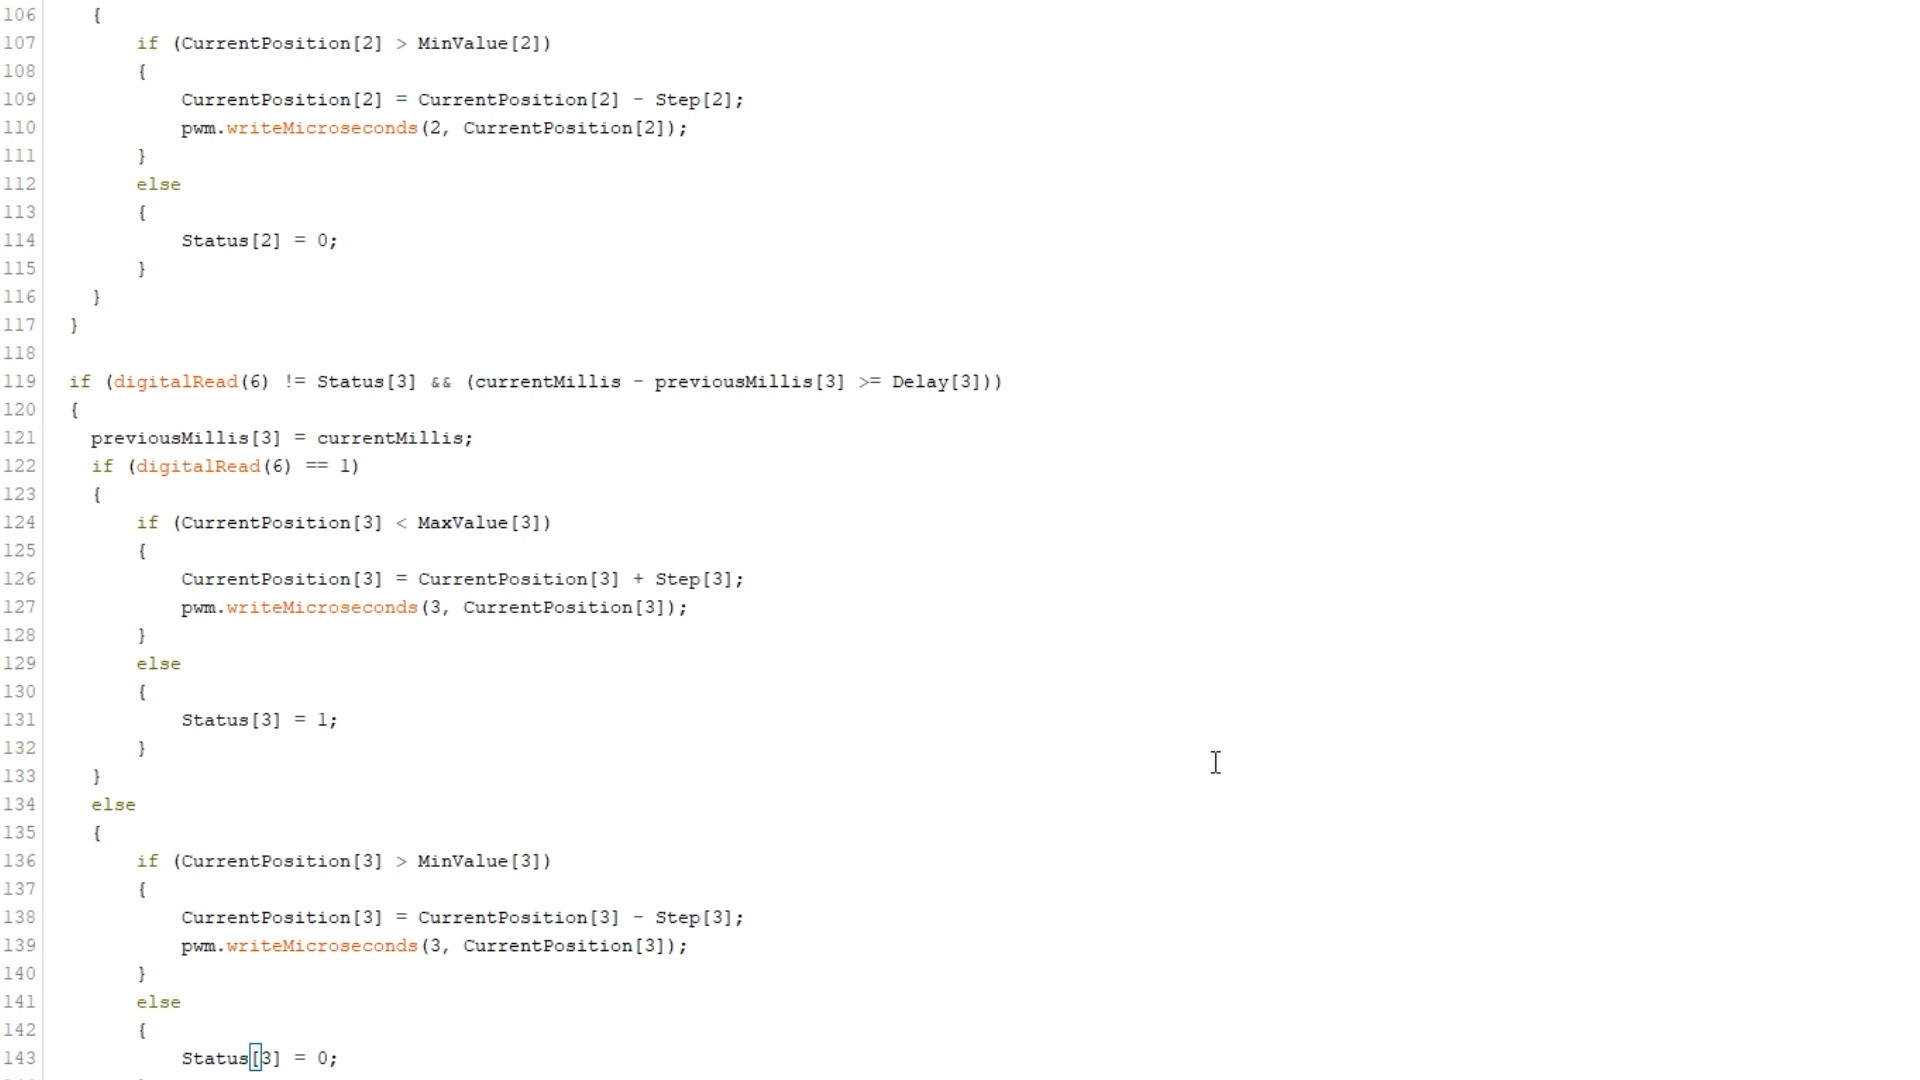 106 {
107 if (CurrentPosition[2] > MinValue[2])
108 {
109 CurrentPosition[2] = CurrentPosition[2] - Step[2];
110 pwm.writeMicroseconds(2, CurrentPosition[2]);
111 }
112 else
113 {
114 Status[2] = 0;
115 }
116 }
117 }
118
119 if (digitalRead(6) != Status[3] && (currentMillis - previousMillis[3] >= Delay[3]))
120 {
121 previousMillis[3] = currentMillis;
122 if (digitalRead(6) == 1)
123 {
124 if (CurrentPosition[3] < MaxValue[3])
125 {
126 CurrentPosition[3] = CurrentPosition[3] + Step[3];
127 pwm.writeMicroseconds(3, CurrentPosition[3]);
128 }
129 else
130 {
131 Status[3] = 1;
132 }
133 }
134 else
135 {
136 if (CurrentPosition[3] > MinValue[3])
137 {
138 CurrentPosition[3] = CurrentPosition[3] - Step[3];
139 pwm.writeMicroseconds(3, CurrentPosition[3]);
140 }
141 else
142 {
143 Status[3] = 0;